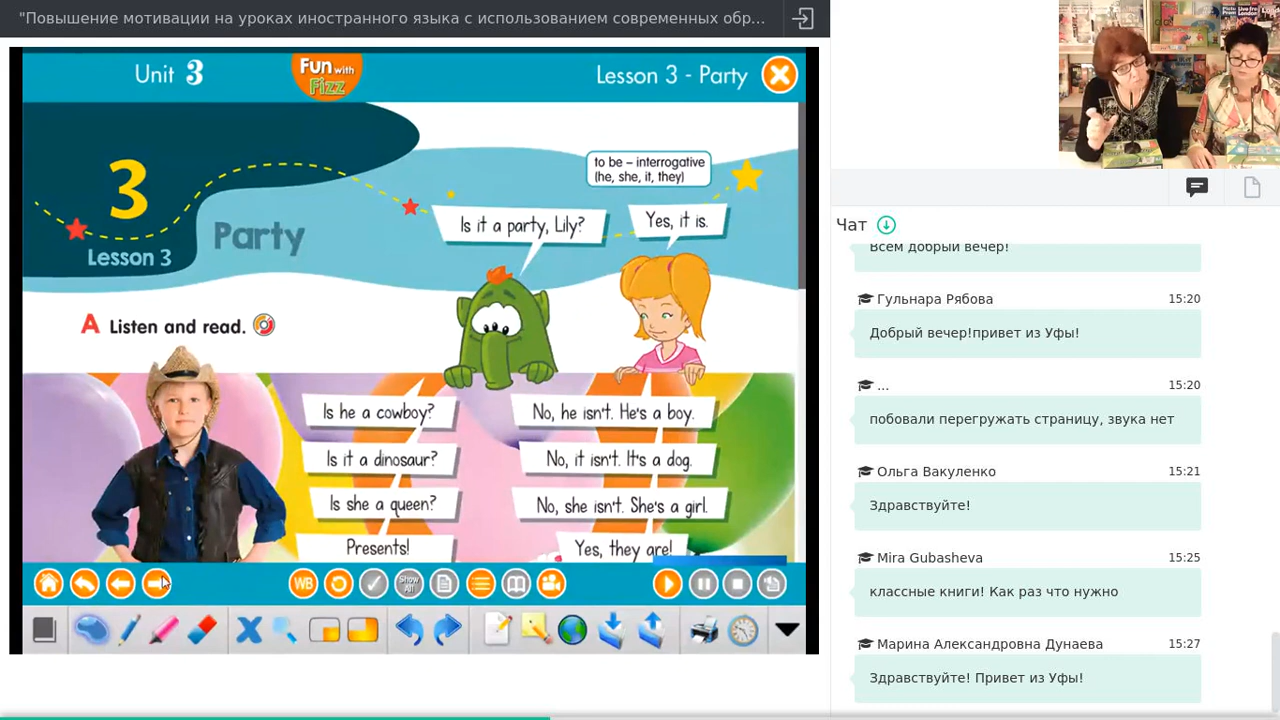 "Повышение мотивации на уроках иностранного языка с использованием современных обр...
Unit 3
Fun with
Fizz
Lesson 3 - Party
3
Lesson 3
Party
to be – interrogative
(he, she, it, they)
Is it a party, Lily?
Yes, it is.
A Listen and read.
Is he a cowboy?
No, he isn't. He's a boy.
Is it a dinosaur?
No, it isn't. It's a dog.
Is she a queen?
No, she isn't. She's a girl.
Presents!
Yes, they are!
WB
Show All
Чат
Всем добрый вечер!
Гульнара Рябова 15:20
Добрый вечер!привет из Уфы!
... 15:20
побовали перегружать страницу, звука нет
Ольга Вакуленко 15:21
Здравствуйте!
Mira Gubasheva 15:25
классные книги! Как раз что нужно
Марина Александровна Дунаева 15:27
Здравствуйте! Привет из Уфы!